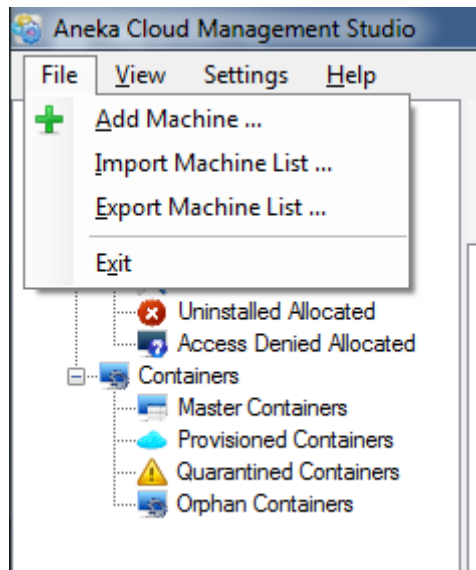 Aneka Cloud Management Studio
File View Settings Help
Add Machine ...
Import Machine List ...
Export Machine List ...
Exit
Uninstalled Allocated
Access Denied Allocated
Containers
Master Containers
Provisioned Containers
Quarantined Containers
Orphan Containers